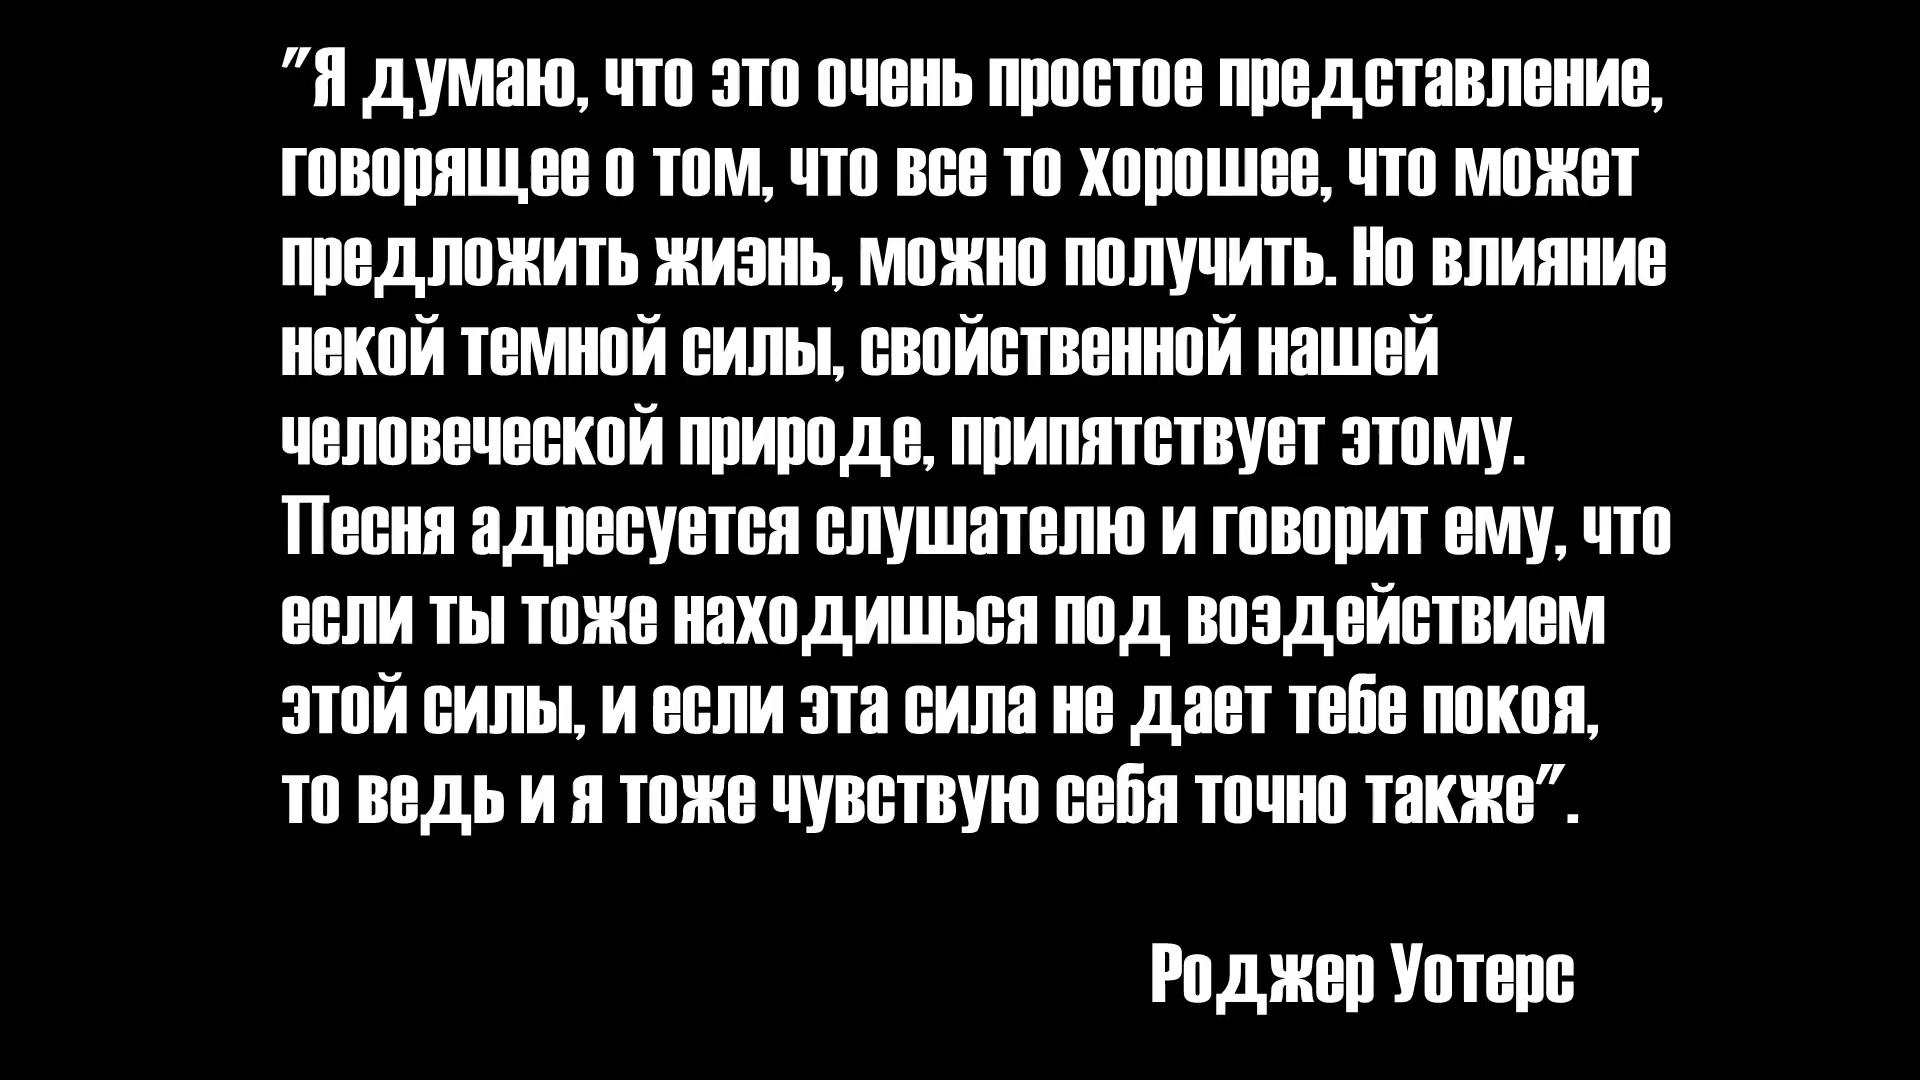 "Я думаю, что это очень простое представление,
говорящее о том, что все то хорошее, что может
предложить жизнь, можно получить. Но влияние
некой темной силы, свойственной нашей
человеческой природе, припятствует этому.
Песня адресуется слушателю и говорит ему, что
если ты тоже находишься под воздействием
этой силы, и если эта сила не дает тебе покоя,
то ведь и я тоже чувствую себя точно также".
Роджер Уотерс